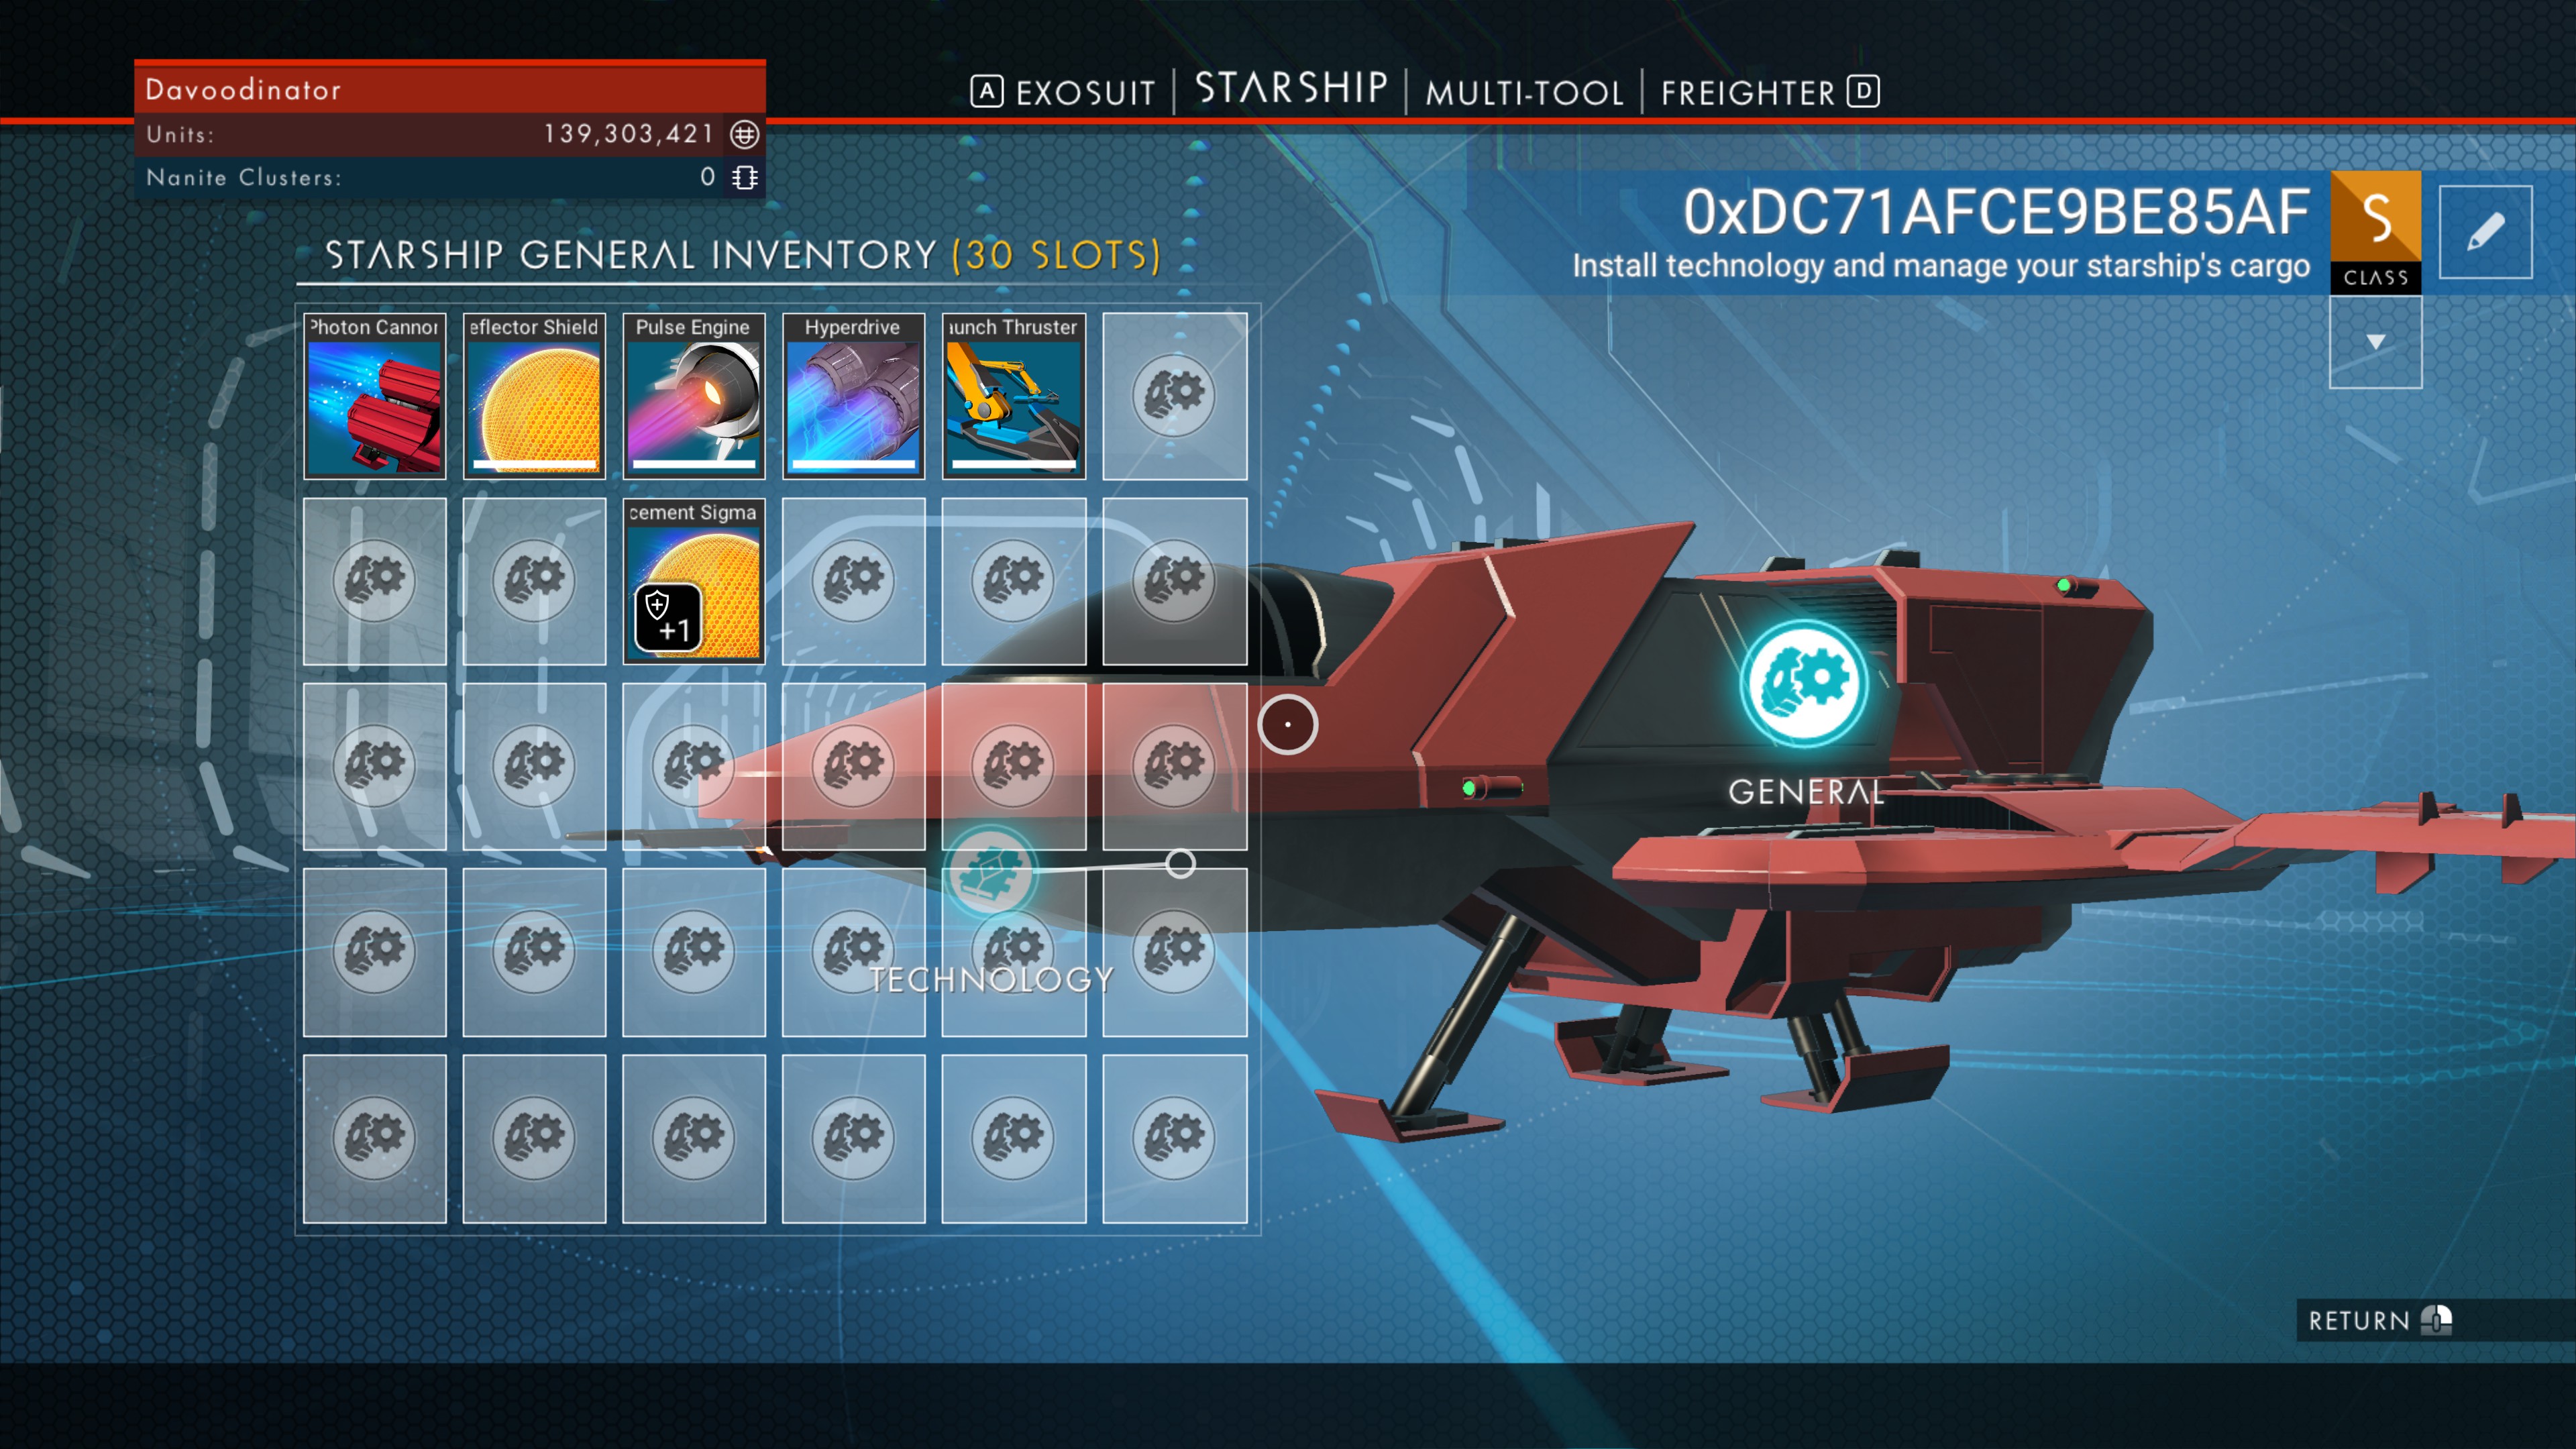 Davoodinator
Units: 139,303,421
Nanite Clusters: 0
A EXOSUIT STARSHIP MULTI-TOOL FREIGHTER D
0xDC71AFCE9BE85AF
Install technology and manage your starship's cargo
S
CLASS
STARSHIP GENERAL INVENTORY (30 SLOTS)
Photon Cannon eflector Shield Pulse Engine Hyperdrive aunch Thruster
cement Sigma
+1
GENERAL
TECHNOLOGY
RETURN